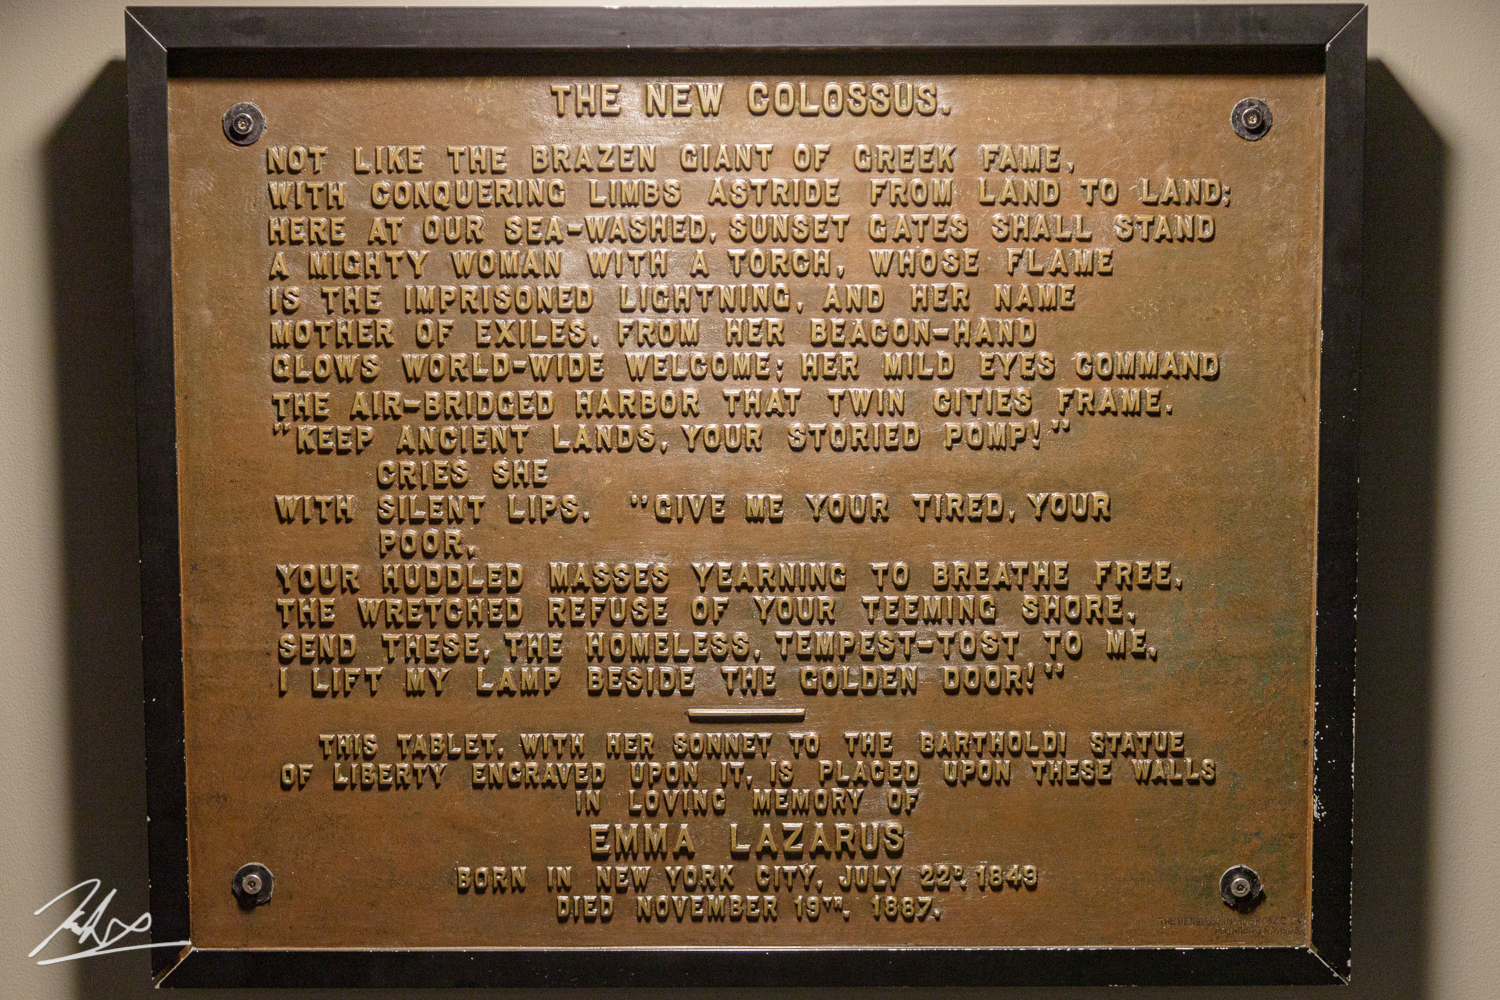 THE NEW COLOSSUS.
NOT LIKE THE BRAZEN GIANT OF GREEK FAME,
WITH CONQUERING LIMBS ASTRIDE FROM LAND TO LAND;
HERE AT OUR SEA-WASHED, SUNSET GATES SHALL STAND
A MIGHTY WOMAN WITH A TORCH, WHOSE FLAME
IS THE IMPRISONED LIGHTNING, AND HER NAME
MOTHER OF EXILES. FROM HER BEACON-HAND
GLOWS WORLD-WIDE WELCOME; HER MILD EYES COMMAND
THE AIR-BRIDGED HARBOR THAT TWIN CITIES FRAME.
"KEEP ANCIENT LANDS, YOUR STORIED POMP!"
CRIES SHE
WITH SILENT LIPS. "GIVE ME YOUR TIRED, YOUR
POOR,
YOUR HUDDLED MASSES YEARNING TO BREATHE FREE,
THE WRETCHED REFUSE OF YOUR TEEMING SHORE.
SEND THESE, THE HOMELESS, TEMPEST-TOST TO ME,
I LIFT MY LAMP BESIDE THE GOLDEN DOOR!"
THIS TABLET, WITH HER SONNET TO THE BARTHOLDI STATUE
OF LIBERTY ENGRAVED UPON IT, IS PLACED UPON THESE WALLS
IN LOVING MEMORY OF
EMMA LAZARUS
BORN IN NEW YORK CITY, JULY 22D, 1849
DIED NOVEMBER 19TH, 1887.